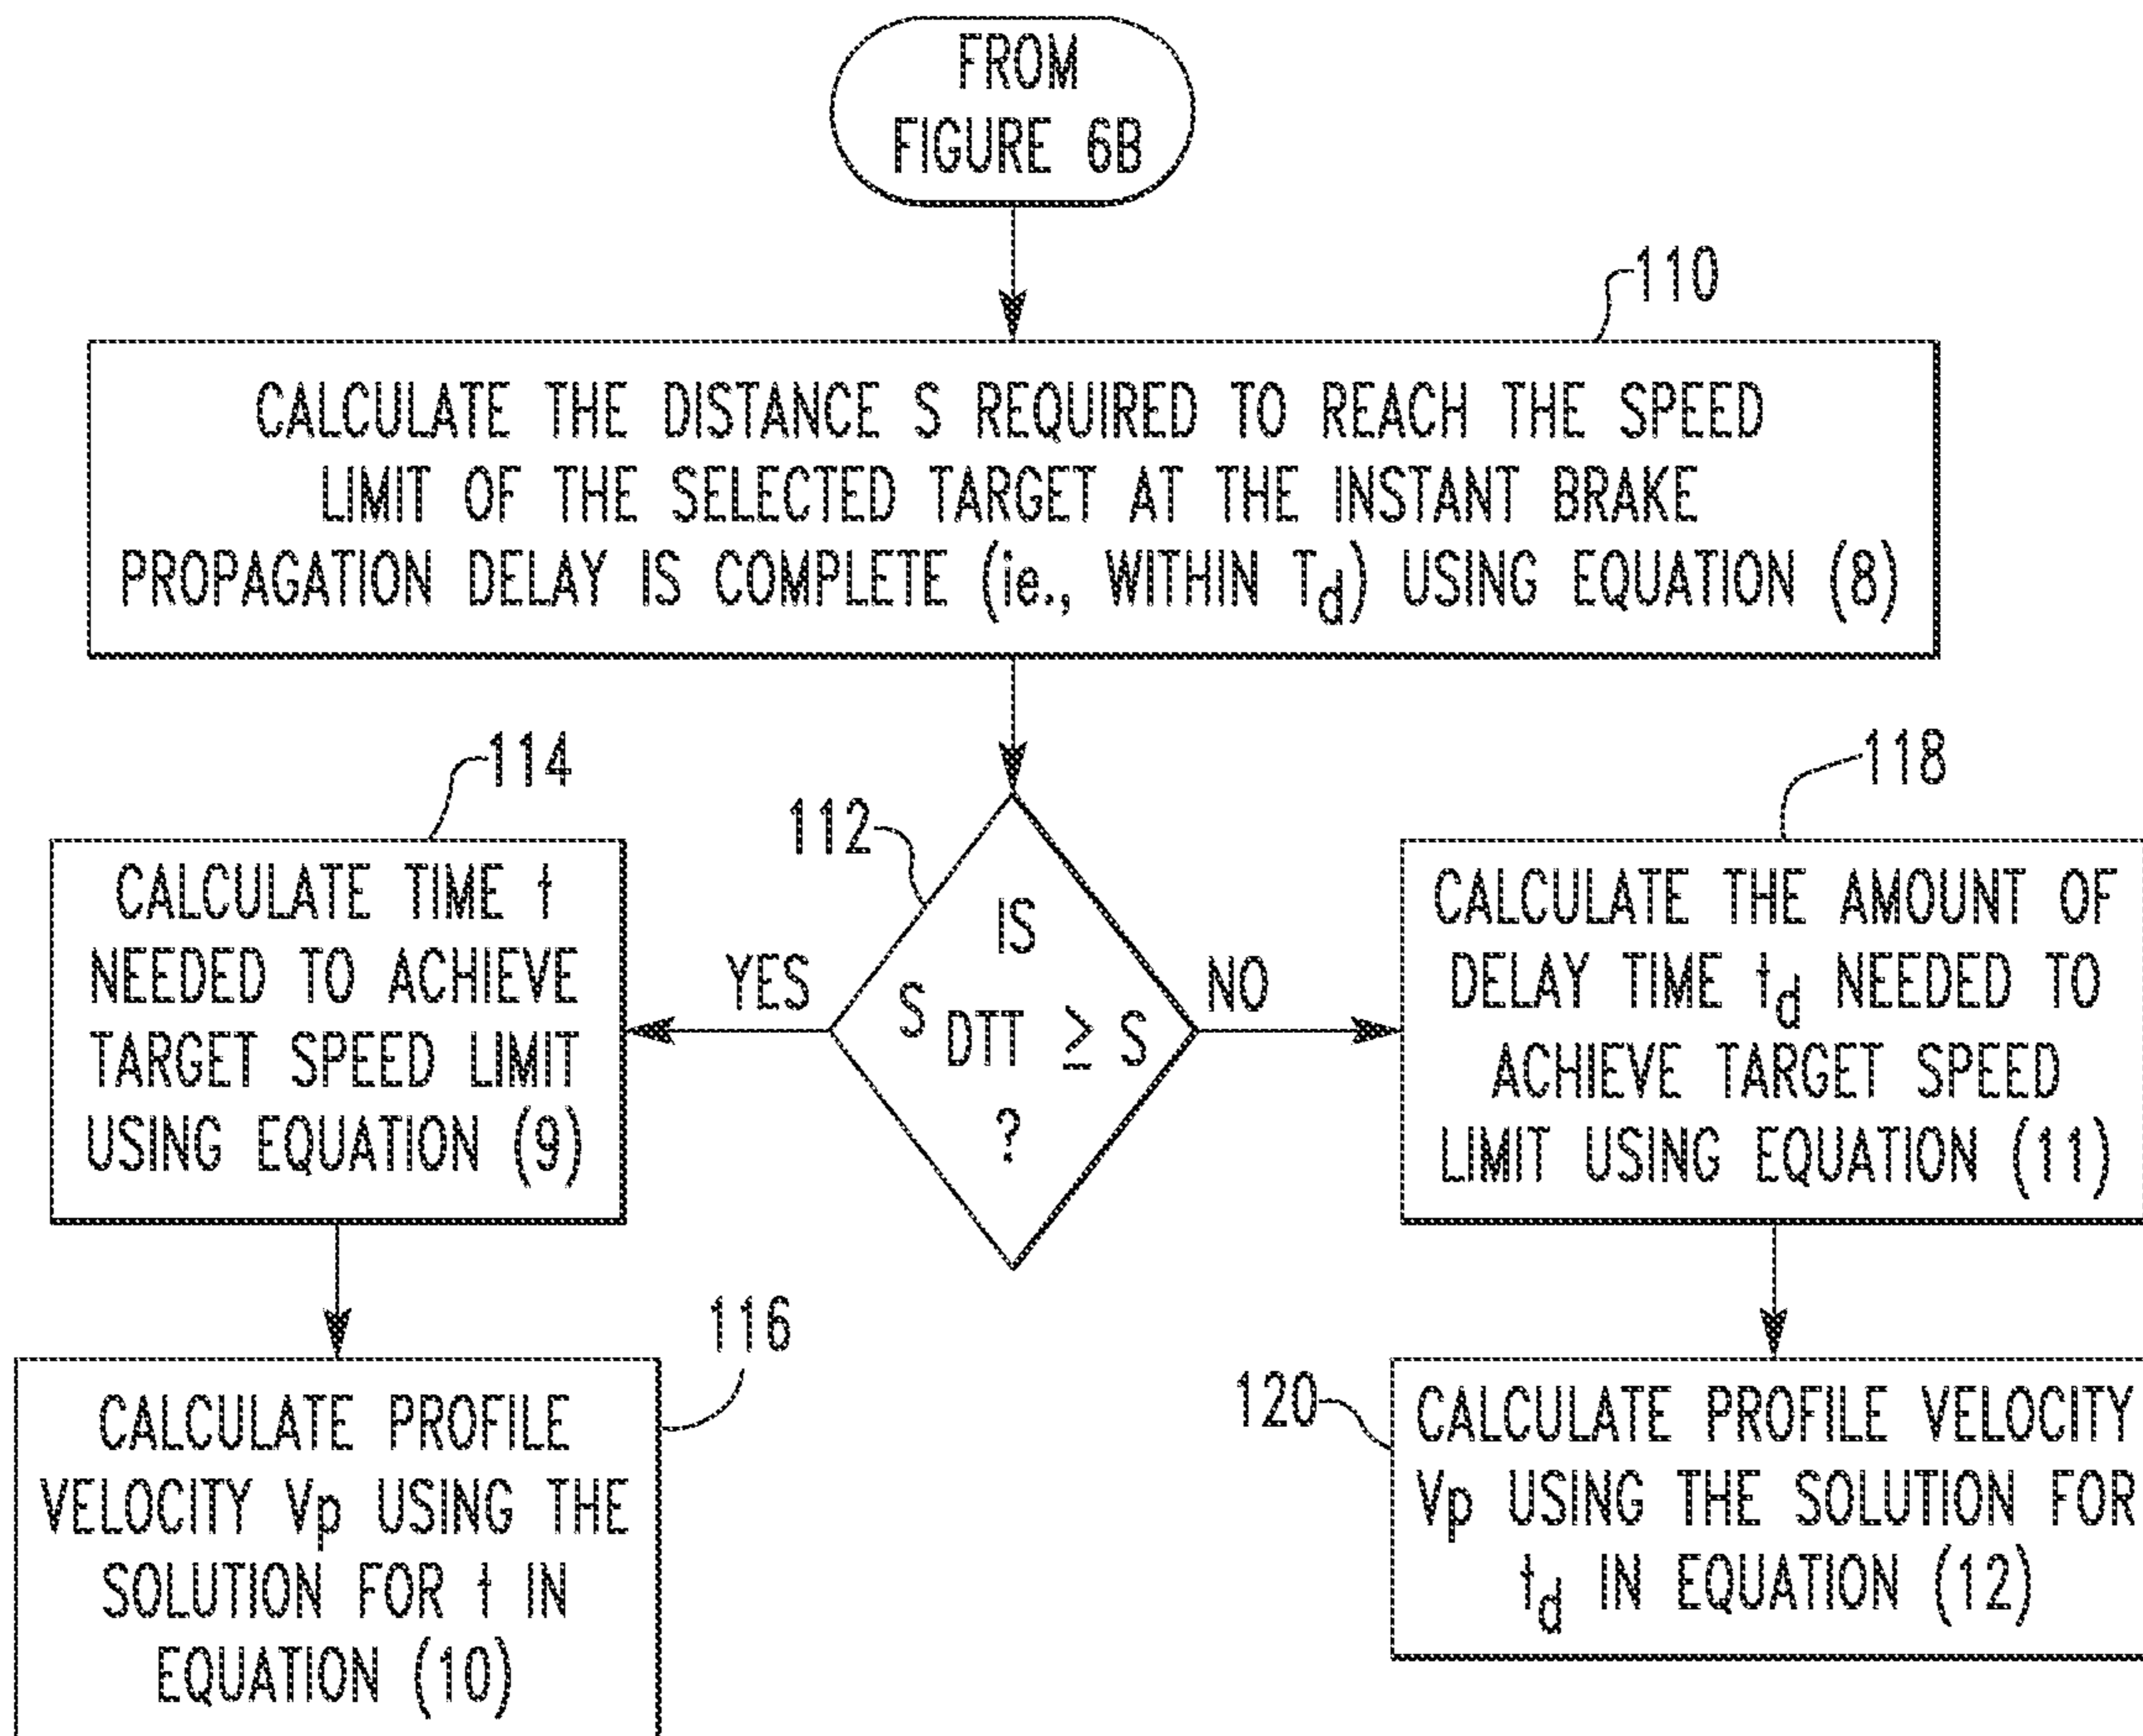 FROM
FIGURE 6B
110
CALCULATE THE DISTANCE S REQUIRED TO REACH THE SPEED
LIMIT OF THE SELECTED TARGET AT THE INSTANT BRAKE
PROPAGATION DELAY IS COMPLETE (ie., WITHIN Td) USING EQUATION (8)
114
CALCULATE TIME t
NEEDED TO ACHIEVE
TARGET SPEED LIMIT
USING EQUATION (9)
YES
112
IS
S DTT ≥ S
?
NO
118
CALCULATE THE AMOUNT OF
DELAY TIME td NEEDED TO
ACHIEVE TARGET SPEED
LIMIT USING EQUATION (11)
116
CALCULATE PROFILE
VELOCITY Vp USING THE
SOLUTION FOR t IN
EQUATION (10)
120
CALCULATE PROFILE VELOCITY
Vp USING THE SOLUTION FOR
td IN EQUATION (12)